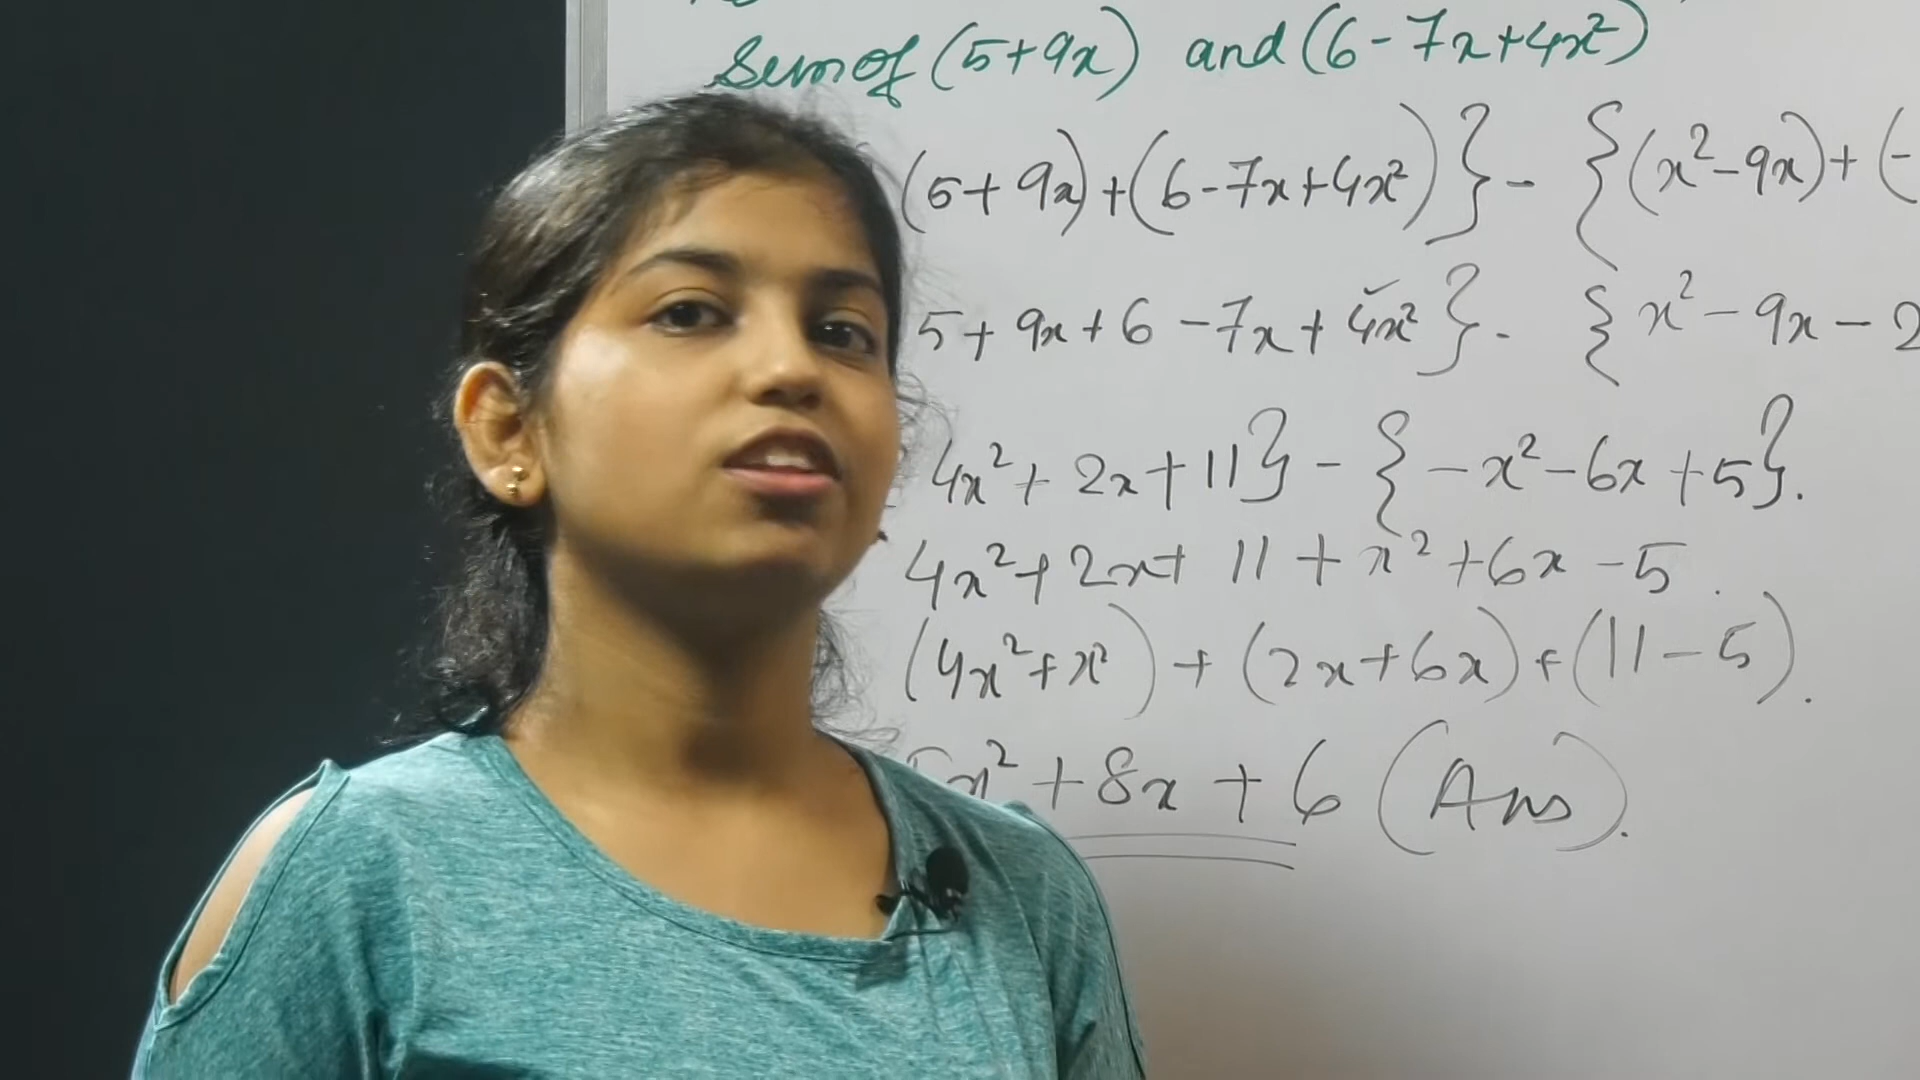 Sum of (5+9x) and (6-7x+4x²)
(5+9x)+(6-7x+4x²)} - {(x²-9x)+(-
5+9x+6-7x+4x²}. {x²-9x-2
4x²+2x+11} - {-x²-6x+5}.
4x²+2x+11+x²+6x-5.
(4x²+x²)+(2x+6x)+(11-5).
5x²+8x+6 (Ans).